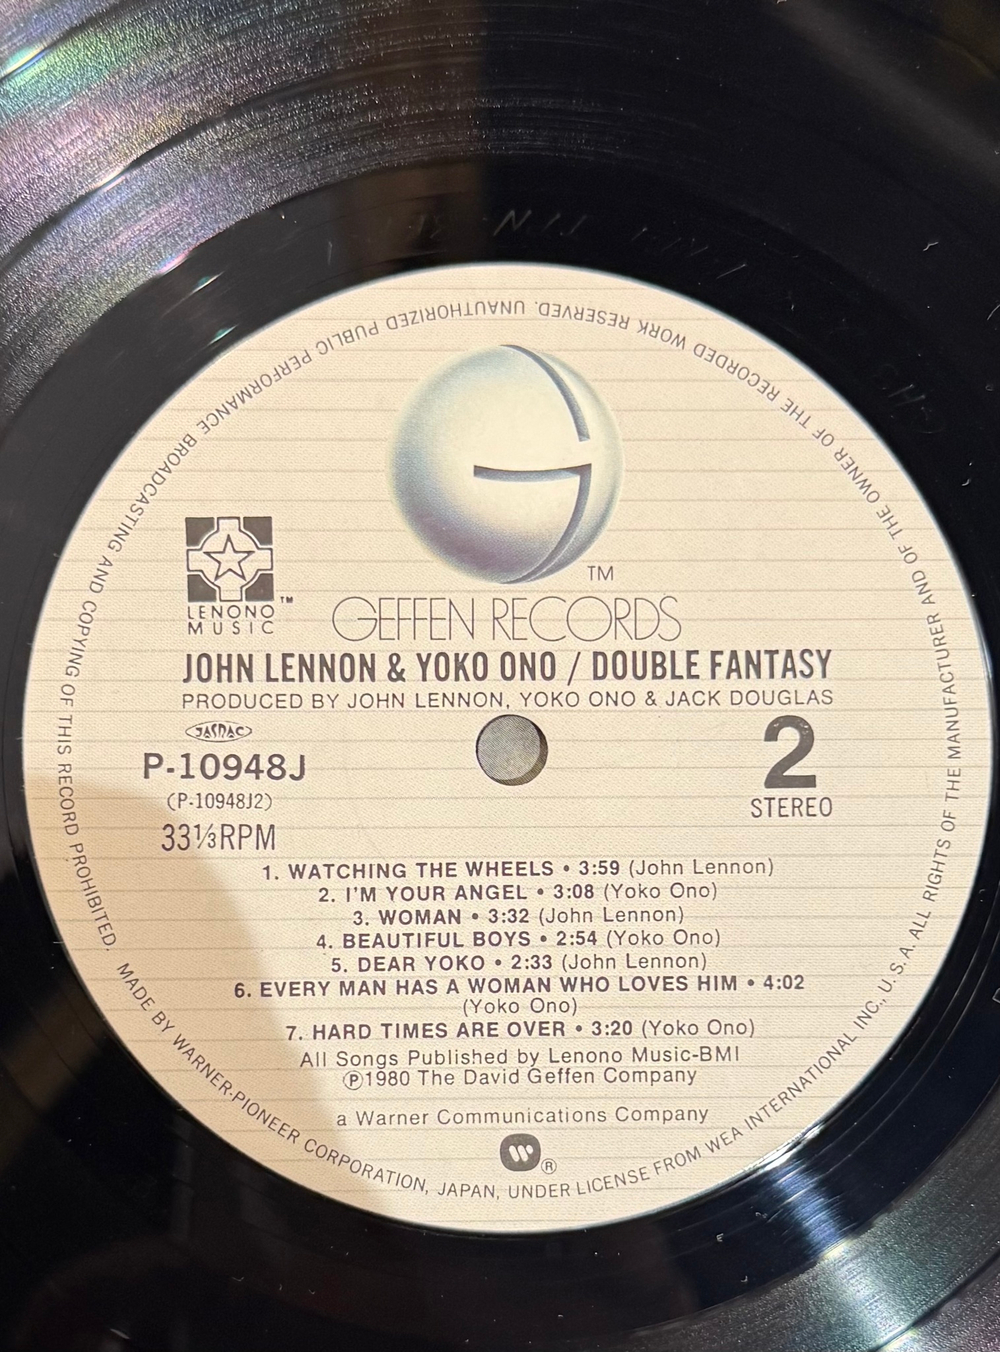 G
TM
LENONO ™
MUSIC
GEFFEN RECORDS
JOHN LENNON & YOKO ONO / DOUBLE FANTASY
PRODUCED BY JOHN LENNON, YOKO ONO & JACK DOUGLAS
JASRAC
P-10948J
(P-10948J2)
33⅓RPM
2
STEREO
1. WATCHING THE WHEELS • 3:59 (John Lennon)
2. I'M YOUR ANGEL • 3:08 (Yoko Ono)
3. WOMAN • 3:32 (John Lennon)
4. BEAUTIFUL BOYS • 2:54 (Yoko Ono)
5. DEAR YOKO • 2:33 (John Lennon)
6. EVERY MAN HAS A WOMAN WHO LOVES HIM • 4:02
(Yoko Ono)
7. HARD TIMES ARE OVER • 3:20 (Yoko Ono)
All Songs Published by Lenono Music-BMI
Ⓟ1980 The David Geffen Company
a Warner Communications Company
W ®
MADE BY WARNER-PIONEER CORPORATION, JAPAN, UNDER LICENSE FROM WEA INTERNATIONAL INC., U.S.A. ALL RIGHTS OF THE MANUFACTURER AND OF THE OWNER OF THE RECORDED WORK RESERVED. UNAUTHORIZED PUBLIC PERFORMANCE BROADCASTING AND COPYING OF THIS RECORD PROHIBITED.